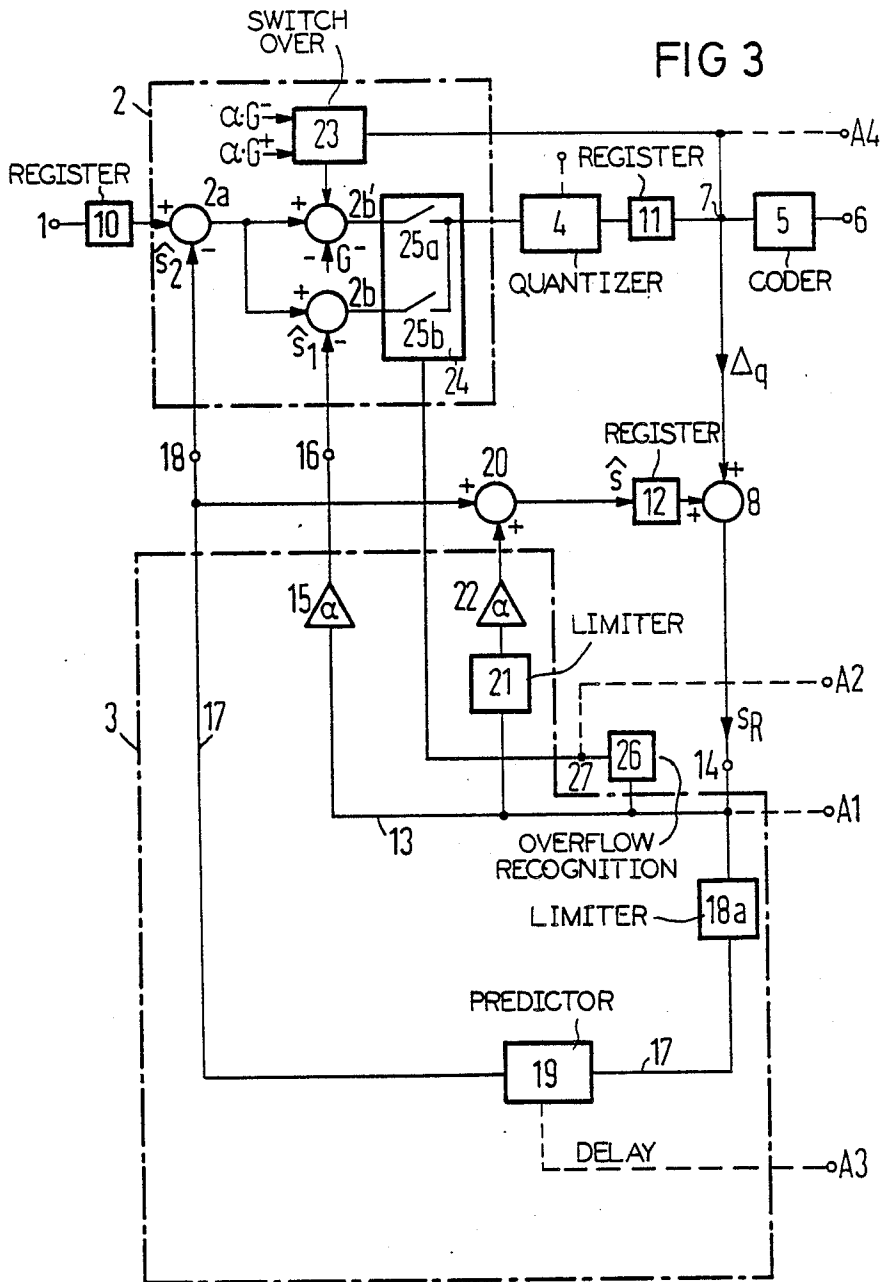 SWITCH
OVER
FIG 3
2
α·G⁻
α·G⁺
23
A4
REGISTER
REGISTER
1
10
+
2a
ŝ2
-
+
2b'
- G⁻
25a
4
11
7
5
6
QUANTIZER
CODER
+
2b
ŝ1
-
25b
24
Δq
18
16
20
+
+
ŝ
REGISTER
12
+
+
8
15
α
22
α
LIMITER
21
3
17
A2
sR
26
27
14
13
A1
OVERFLOW
RECOGNITION
LIMITER
18a
PREDICTOR
19
17
DELAY
A3